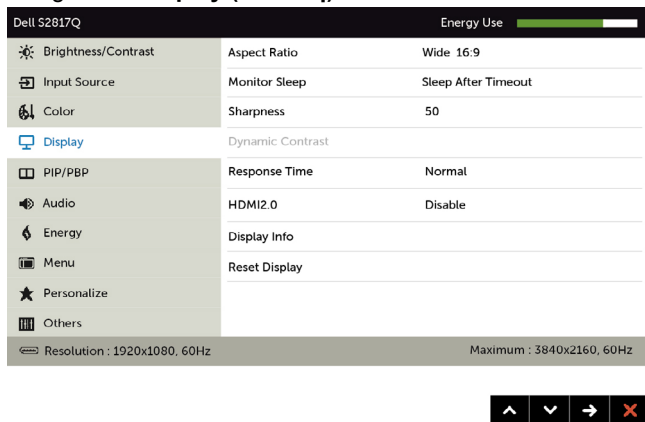 Dell S2817Q Energy Use
Brightness/Contrast Aspect Ratio Wide 16:9
Input Source Monitor Sleep Sleep After Timeout
Color Sharpness 50
Display Dynamic Contrast
PIP/PBP Response Time Normal
Audio HDMI2.0 Disable
Energy Display Info
Menu Reset Display
Personalize
Others
Resolution : 1920x1080, 60Hz Maximum : 3840x2160, 60Hz